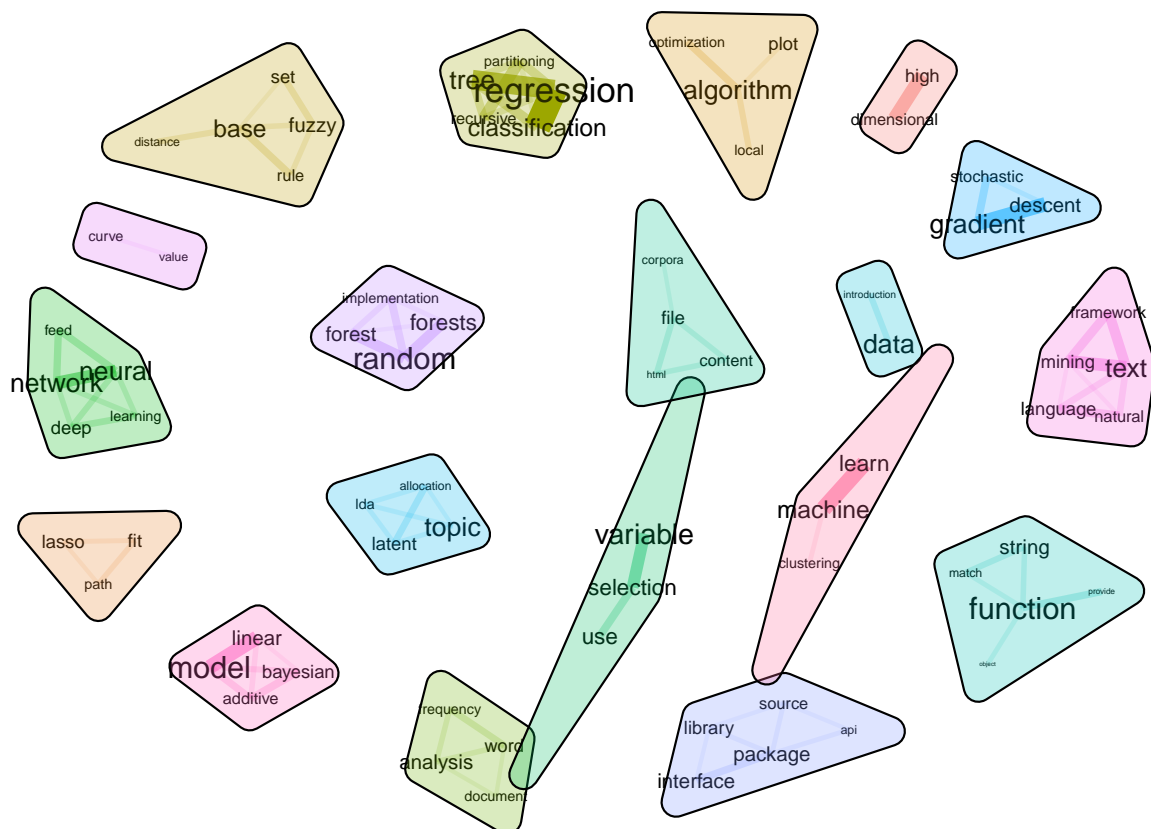 set
base
fuzzy
distance
rule
partitioning
tree
regression
recursive
classification
optimization
plot
algorithm
local
high
dimensional
stochastic
descent
gradient
curve
value
feed
neural
network
learning
deep
implementation
forest
forests
random
corpora
file
content
html
introduction
data
framework
mining
text
language
natural
lasso
fit
path
lda
allocation
topic
latent
variable
selection
use
learn
machine
clustering
string
match
provide
function
object
linear
model
bayesian
additive
frequency
word
analysis
document
source
library
api
package
interface